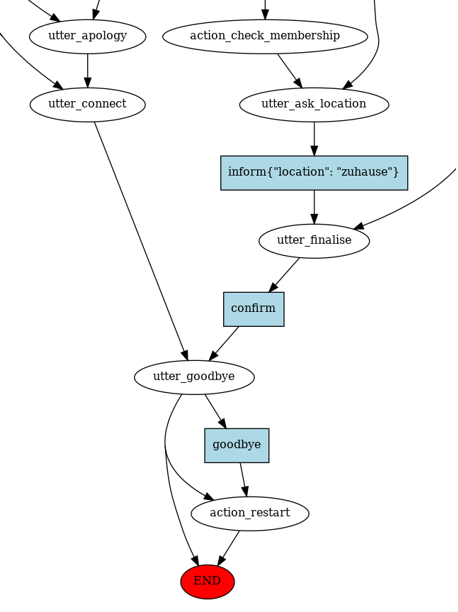 utter_apology
action_check_membership
utter_connect
utter_ask_location
inform{"location": "zuhause"}
utter_finalise
confirm
utter_goodbye
goodbye
action_restart
END